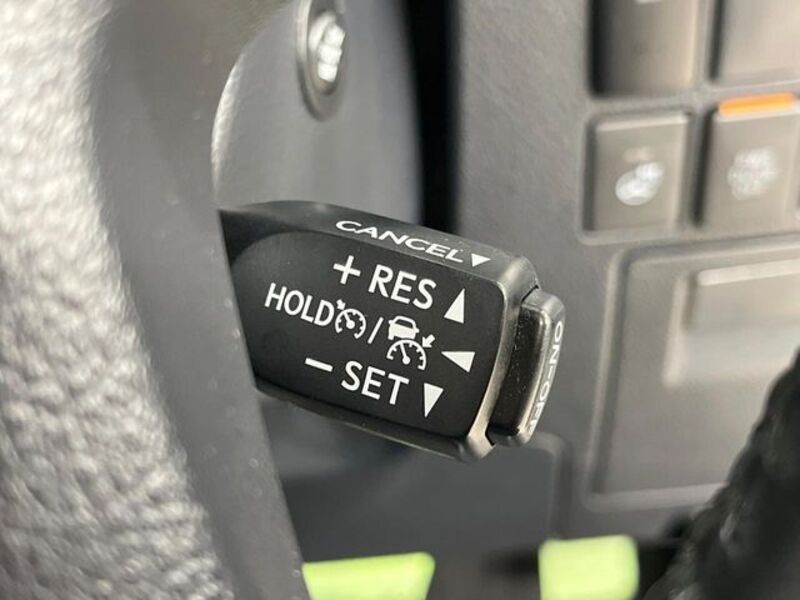 CANCEL▼
+ RES ▲
HOLD / ◀
− SET ▼
ON-OFF